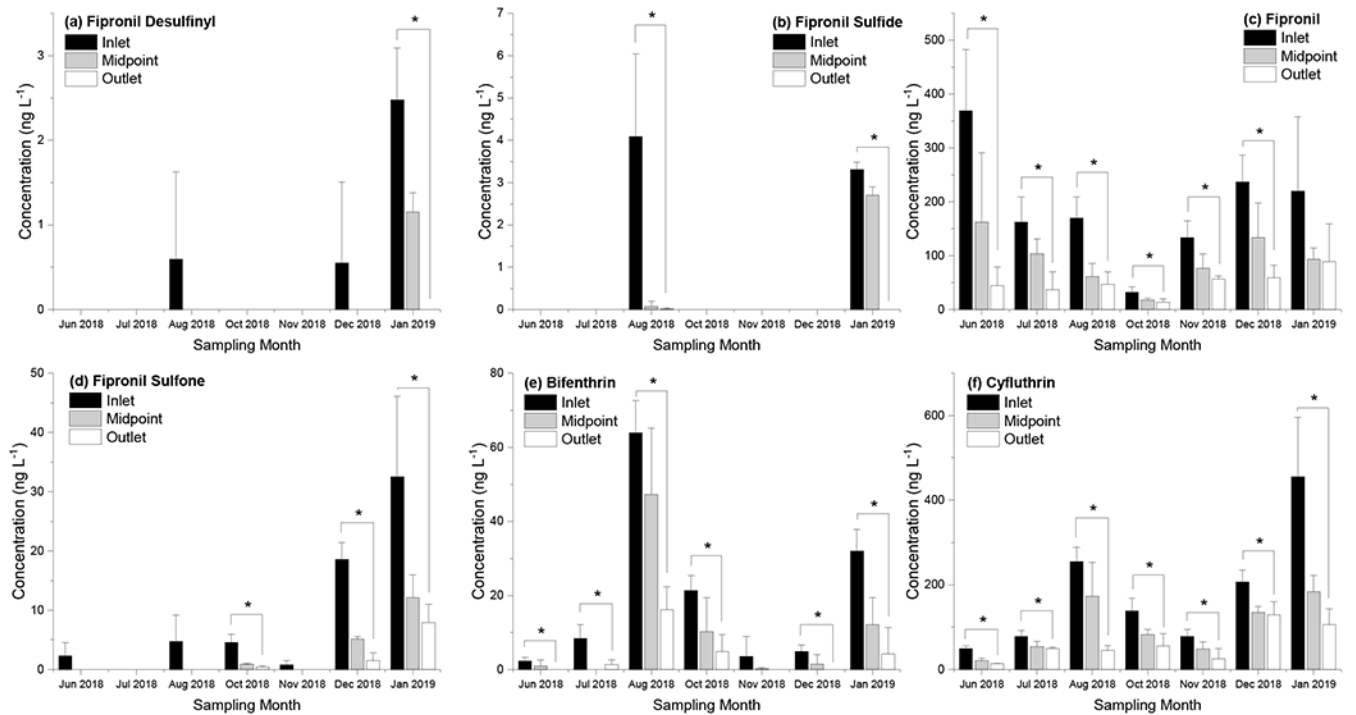 (a) Fipronil Desulfinyl
Inlet
Midpoint
Outlet
*
3
2
1
0
Concentration (ng L⁻¹)
Jun 2018 Jul 2018 Aug 2018 Oct 2018 Nov 2018 Dec 2018 Jan 2019
Sampling Month
(b) Fipronil Sulfide
Inlet
Midpoint
Outlet
*
*
7
6
5
4
3
2
1
0
Concentration (ng L⁻¹)
Jun 2018 Jul 2018 Aug 2018 Oct 2018 Nov 2018 Dec 2018 Jan 2019
Sampling Month
(c) Fipronil
Inlet
Midpoint
Outlet
*
*
*
*
*
*
500
400
300
200
100
0
Concentration (ng L⁻¹)
Jun 2018 Jul 2018 Aug 2018 Oct 2018 Nov 2018 Dec 2018 Jan 2019
Sampling Month
(d) Fipronil Sulfone
Inlet
Midpoint
Outlet
*
*
*
50
40
30
20
10
0
Concentration (ng L⁻¹)
Jun 2018 Jul 2018 Aug 2018 Oct 2018 Nov 2018 Dec 2018 Jan 2019
Sampling Month
(e) Bifenthrin
Inlet
Midpoint
Outlet
*
*
*
*
*
*
80
60
40
20
0
Concentration (ng L⁻¹)
Jun 2018 Jul 2018 Aug 2018 Oct 2018 Nov 2018 Dec 2018 Jan 2019
Sampling Month
(f) Cyfluthrin
Inlet
Midpoint
Outlet
*
*
*
*
*
*
*
600
400
200
0
Concentration (ng L⁻¹)
Jun 2018 Jul 2018 Aug 2018 Oct 2018 Nov 2018 Dec 2018 Jan 2019
Sampling Month